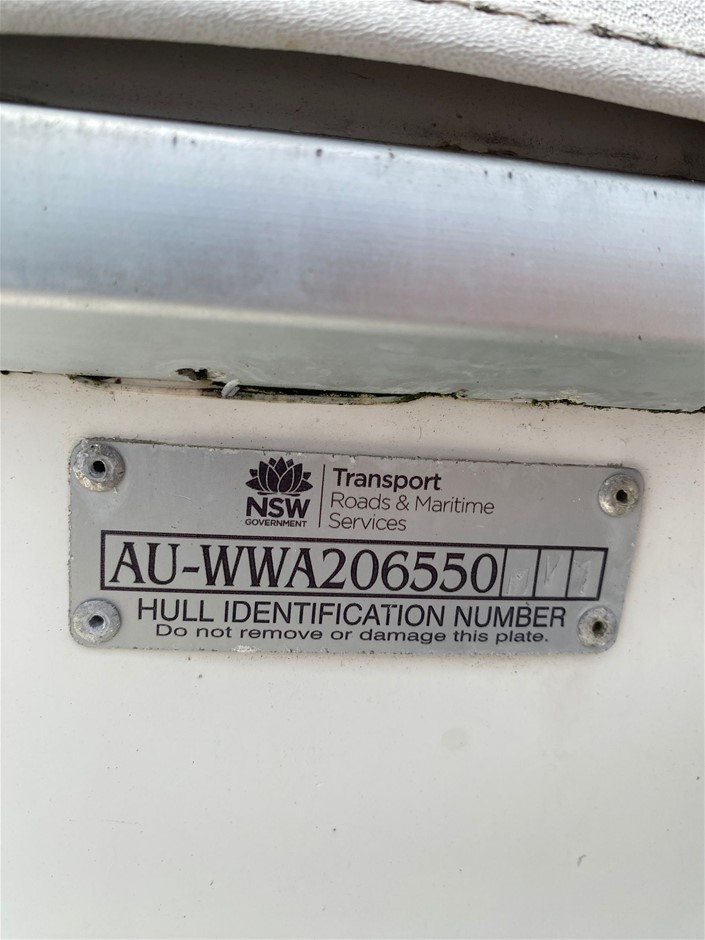 NSW
GOVERNMENT
Transport
Roads & Maritime
Services
AU-WWA206550
HULL IDENTIFICATION NUMBER
Do not remove or damage this plate.